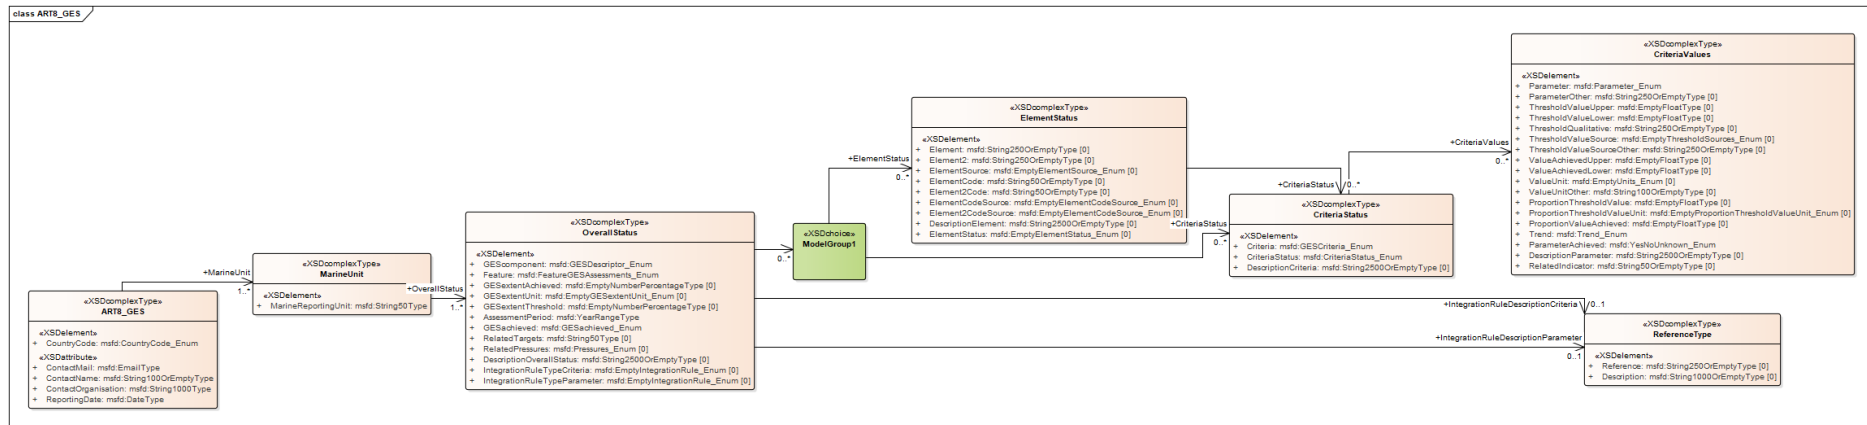 class ART8_GES
«XSDcomplexType»
ART8_GES
«XSDelement»
+ CountryCode: msfd:CountryCode_Enum
«XSDattribute»
+ ContactMail: msfd:EmailType
+ ContactName: msfd:String100OrEmptyType
+ ContactOrganisation: msfd:String1000Type
+ ReportingDate: msfd:DateType
+MarineUnit
1..*
«XSDcomplexType»
MarineUnit
«XSDelement»
+ MarineReportingUnit: msfd:String50Type
+OverallStatus
1..*
«XSDcomplexType»
OverallStatus
«XSDelement»
+ GEScomponent: msfd:GESDescriptor_Enum
+ Feature: msfd:FeatureGESAssessments_Enum
+ GESextentAchieved: msfd:EmptyNumberPercentageType [0]
+ GESextentUnit: msfd:EmptyGESextentUnit_Enum [0]
+ GESextentThreshold: msfd:EmptyNumberPercentageType [0]
+ AssessmentPeriod: msfd:YearRangeType
+ GESachieved: msfd:GESachieved_Enum
+ RelatedTargets: msfd:String50Type [0]
+ RelatedPressures: msfd:Pressures_Enum [0]
+ DescriptionOverallStatus: msfd:String2500OrEmptyType [0]
+ IntegrationRuleTypeCriteria: msfd:EmptyIntegrationRule_Enum [0]
+ IntegrationRuleTypeParameter: msfd:EmptyIntegrationRule_Enum [0]
0..*
«XSDchoice»
ModelGroup1
+ElementStatus
0..*
«XSDcomplexType»
ElementStatus
«XSDelement»
+ Element: msfd:String250OrEmptyType [0]
+ Element2: msfd:String250OrEmptyType [0]
+ ElementSource: msfd:EmptyElementSource_Enum [0]
+ ElementCode: msfd:String50OrEmptyType [0]
+ Element2Code: msfd:String50OrEmptyType [0]
+ ElementCodeSource: msfd:EmptyElementCodeSource_Enum [0]
+ Element2CodeSource: msfd:EmptyElementCodeSource_Enum [0]
+ DescriptionElement: msfd:String2500OrEmptyType [0]
+ ElementStatus: msfd:EmptyElementStatus_Enum [0]
+CriteriaStatus
0..*
+CriteriaStatus
0..*
«XSDcomplexType»
CriteriaStatus
«XSDelement»
+ Criteria: msfd:GESCriteria_Enum
+ CriteriaStatus: msfd:CriteriaStatus_Enum
+ DescriptionCriteria: msfd:String2500OrEmptyType [0]
+CriteriaValues
0..*
«XSDcomplexType»
CriteriaValues
«XSDelement»
+ Parameter: msfd:Parameter_Enum
+ ParameterOther: msfd:String250OrEmptyType [0]
+ ThresholdValueUpper: msfd:EmptyFloatType [0]
+ ThresholdValueLower: msfd:EmptyFloatType [0]
+ ThresholdQualitative: msfd:String250OrEmptyType [0]
+ ThresholdValueSource: msfd:EmptyThresholdSources_Enum [0]
+ ThresholdValueSourceOther: msfd:String250OrEmptyType [0]
+ ValueAchievedUpper: msfd:EmptyFloatType [0]
+ ValueAchievedLower: msfd:EmptyFloatType [0]
+ ValueUnit: msfd:EmptyUnits_Enum [0]
+ ValueUnitOther: msfd:String100OrEmptyType [0]
+ ProportionThresholdValue: msfd:EmptyFloatType [0]
+ ProportionThresholdValueUnit: msfd:EmptyProportionThresholdValueUnit_Enum [0]
+ ProportionValueAchieved: msfd:EmptyFloatType [0]
+ Trend: msfd:Trend_Enum
+ ParameterAchieved: msfd:YesNoUnknown_Enum
+ DescriptionParameter: msfd:String2500OrEmptyType [0]
+ RelatedIndicator: msfd:String50OrEmptyType [0]
+IntegrationRuleDescriptionCriteria
0..1
+IntegrationRuleDescriptionParameter
0..1
«XSDcomplexType»
ReferenceType
«XSDelement»
+ Reference: msfd:String250OrEmptyType [0]
+ Description: msfd:String1000OrEmptyType [0]